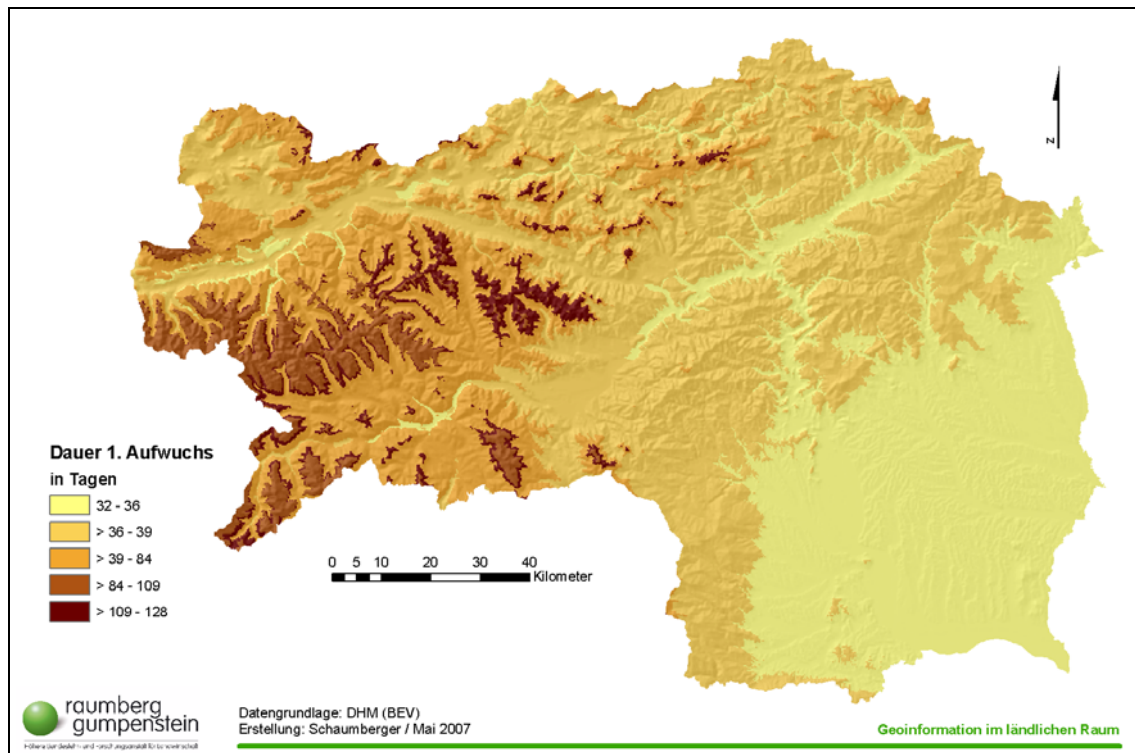 N
Dauer 1. Aufwuchs
in Tagen
32 - 36
> 36 - 39
> 39 - 84
> 84 - 109
> 109 - 128
0 5 10 20 30 40
Kilometer
raumberg
gumpenstein
Datengrundlage: DHM (BEV)
Erstellung: Schaumberger / Mai 2007
Geoinformation im ländlichen Raum